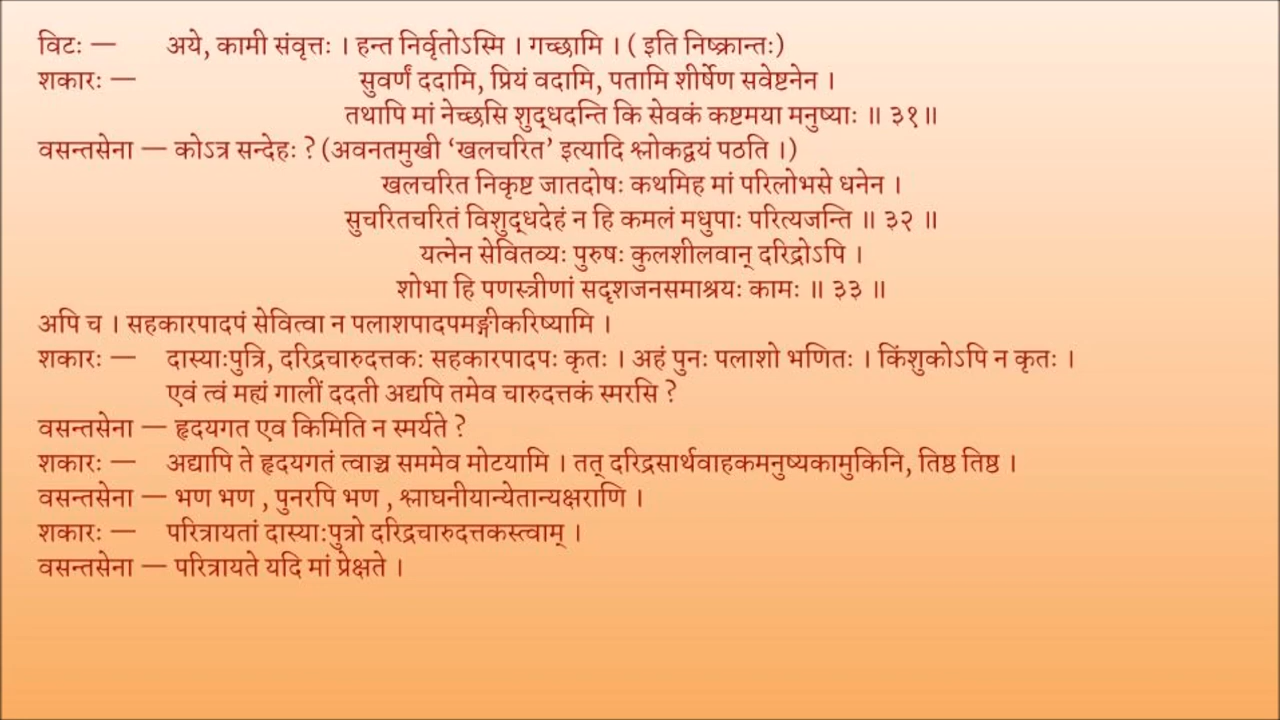 विटः — अये, कामी संवृत्तः । हन्त निर्वृतोऽस्मि । गच्छामि । ( इति निष्क्रान्तः)
शकारः — सुवर्णं ददामि, प्रियं वदामि, पतामि शीर्षेण सवेष्टनेन ।
तथापि मां नेच्छसि शुद्धदन्ति कि सेवकं कष्टमया मनुष्याः ॥ ३१॥
वसन्तसेना — कोऽत्र सन्देहः ? (अवनतमुखी ‘खलचरित’ इत्यादि श्लोकद्वयं पठति ।)
खलचरित निकृष्ट जातदोषः कथमिह मां परिलोभसे धनेन ।
सुचरितचरितं विशुद्धदेहं न हि कमलं मधुपाः परित्यजन्ति ॥ ३२ ॥
यत्नेन सेवितव्यः पुरुषः कुलशीलवान् दरिद्रोऽपि ।
शोभा हि पणस्त्रीणां सदृशजनसमाश्रयः कामः ॥ ३३ ॥
अपि च । सहकारपादपं सेवित्वा न पलाशपादपमङ्गीकरिष्यामि ।
शकारः — दास्याःपुत्रि, दरिद्रचारुदत्तकः सहकारपादपः कृतः । अहं पुनः पलाशो भणितः । किंशुकोऽपि न कृतः ।
एवं त्वं मह्यं गालीं ददती अद्यपि तमेव चारुदत्तकं स्मरसि ?
वसन्तसेना — हृदयगत एव किमिति न स्मर्यते ?
शकारः — अद्यापि ते हृदयगतं त्वाञ्च सममेव मोटयामि । तत् दरिद्रसार्थवाहकमनुष्यकामुकिनि, तिष्ठ तिष्ठ ।
वसन्तसेना — भण भण , पुनरपि भण , श्लाघनीयान्येतान्यक्षराणि ।
शकारः — परित्रायतां दास्याःपुत्रो दरिद्रचारुदत्तकस्त्वाम् ।
वसन्तसेना — परित्रायते यदि मां प्रेक्षते ।